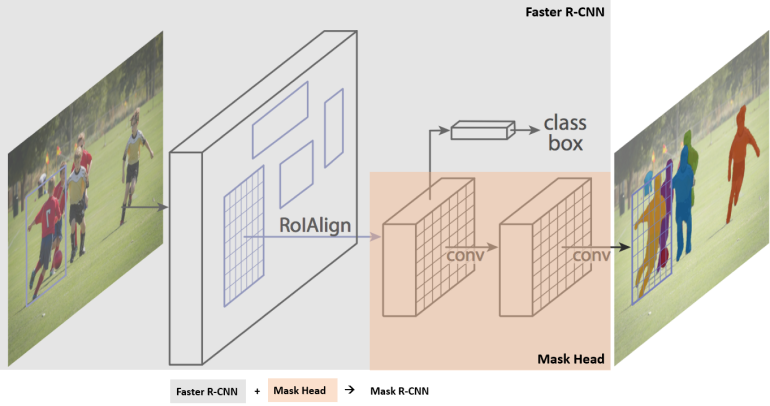 Faster R-CNN
class
box
RoIAlign
conv
conv
Mask Head
Faster R-CNN + Mask Head → Mask R-CNN